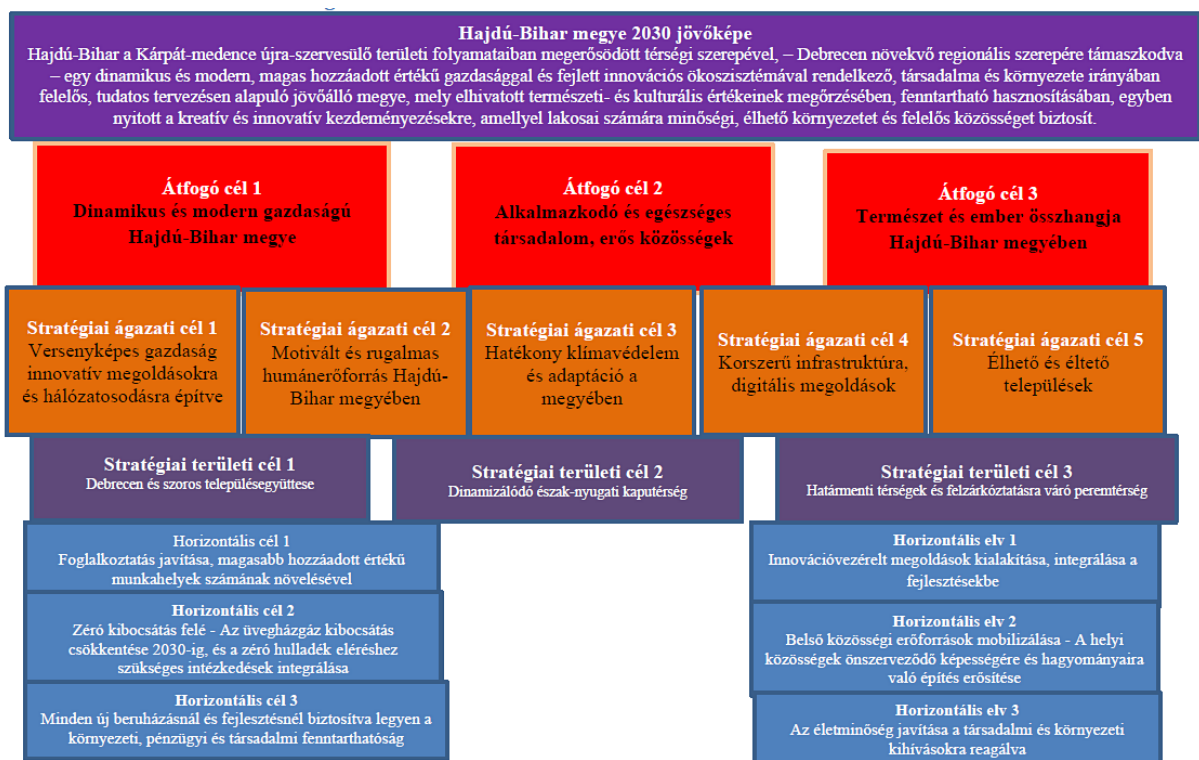 Hajdú-Bihar megye 2030 jövőképe
Hajdú-Bihar a Kárpát-medence újra-szervesülő területi folyamataiban megerősödött térségi szerepével, – Debrecen növekvő regionális szerepére támaszkodva
– egy dinamikus és modern, magas hozzáadott értékű gazdasággal és fejlett innovációs ökoszisztémával rendelkező, társadalma és környezete irányában
felelős, tudatos tervezésen alapuló jövőálló megye, mely elhivatott természeti- és kulturális értékeinek megőrzésében, fenntartható hasznosításában, egyben
nyitott a kreatív és innovatív kezdeményezésekre, amellyel lakosai számára minőségi, élhető környezetet és felelős közösséget biztosít.
Átfogó cél 1
Dinamikus és modern gazdaságú
Hajdú-Bihar megye
Átfogó cél 2
Alkalmazkodó és egészséges
társadalom, erős közösségek
Átfogó cél 3
Természet és ember összhangja
Hajdú-Bihar megyében
Stratégiai ágazati cél 1
Versenyképes gazdaság
innovatív megoldásokra
és hálózatosodásra építve
Stratégiai ágazati cél 2
Motivált és rugalmas
humánerőforrás Hajdú-
Bihar megyében
Stratégiai ágazati cél 3
Hatékony klímavédelem
és adaptáció a
megyében
Stratégiai ágazati cél 4
Korszerű infrastruktúra,
digitális megoldások
Stratégiai ágazati cél 5
Élhető és éltető
települések
Stratégiai területi cél 1
Debrecen és szoros településegyüttese
Stratégiai területi cél 2
Dinamizálódó észak-nyugati kaputérség
Stratégiai területi cél 3
Határmenti térségek és felzárkóztatásra váró peremtérség
Horizontális cél 1
Foglalkoztatás javítása, magasabb hozzáadott értékű
munkahelyek számának növelésével
Horizontális cél 2
Zéró kibocsátás felé - Az üvegházgáz kibocsátás
csökkentése 2030-ig, és a zéró hulladék eléréshez
szükséges intézkedések integrálása
Horizontális cél 3
Minden új beruházásnál és fejlesztésnél biztosítva legyen a
környezeti, pénzügyi és társadalmi fenntarthatóság
Horizontális elv 1
Innovációvezérelt megoldások kialakítása, integrálása a
fejlesztésekbe
Horizontális elv 2
Belső közösségi erőforrások mobilizálása - A helyi
közösségek önszerveződő képességére és hagyományaira
való építés erősítése
Horizontális elv 3
Az életminőség javítása a társadalmi és környezeti
kihívásokra reagálva